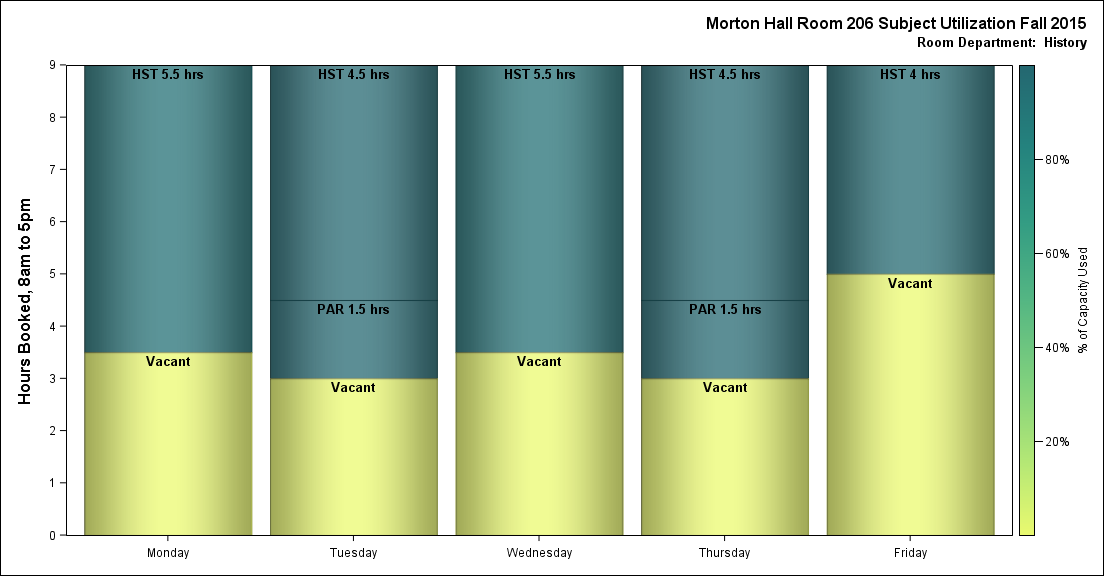 Morton Hall Room 206 Subject Utilization Fall 2015
Room Department:  History
Hours Booked, 8am to 5pm
9
8
7
6
5
4
3
2
1
0
HST 5.5 hrs
Vacant
HST 4.5 hrs
PAR 1.5 hrs
Vacant
HST 5.5 hrs
Vacant
HST 4.5 hrs
PAR 1.5 hrs
Vacant
HST 4 hrs
Vacant
Monday
Tuesday
Wednesday
Thursday
Friday
80%
60%
40%
20%
% of Capacity Used